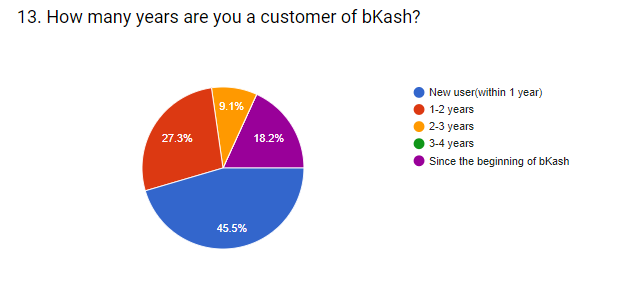 13. How many years are you a customer of bKash?
New user(within 1 year)
1-2 years
2-3 years
3-4 years
Since the beginning of bKash
9.1%
27.3%
18.2%
45.5%